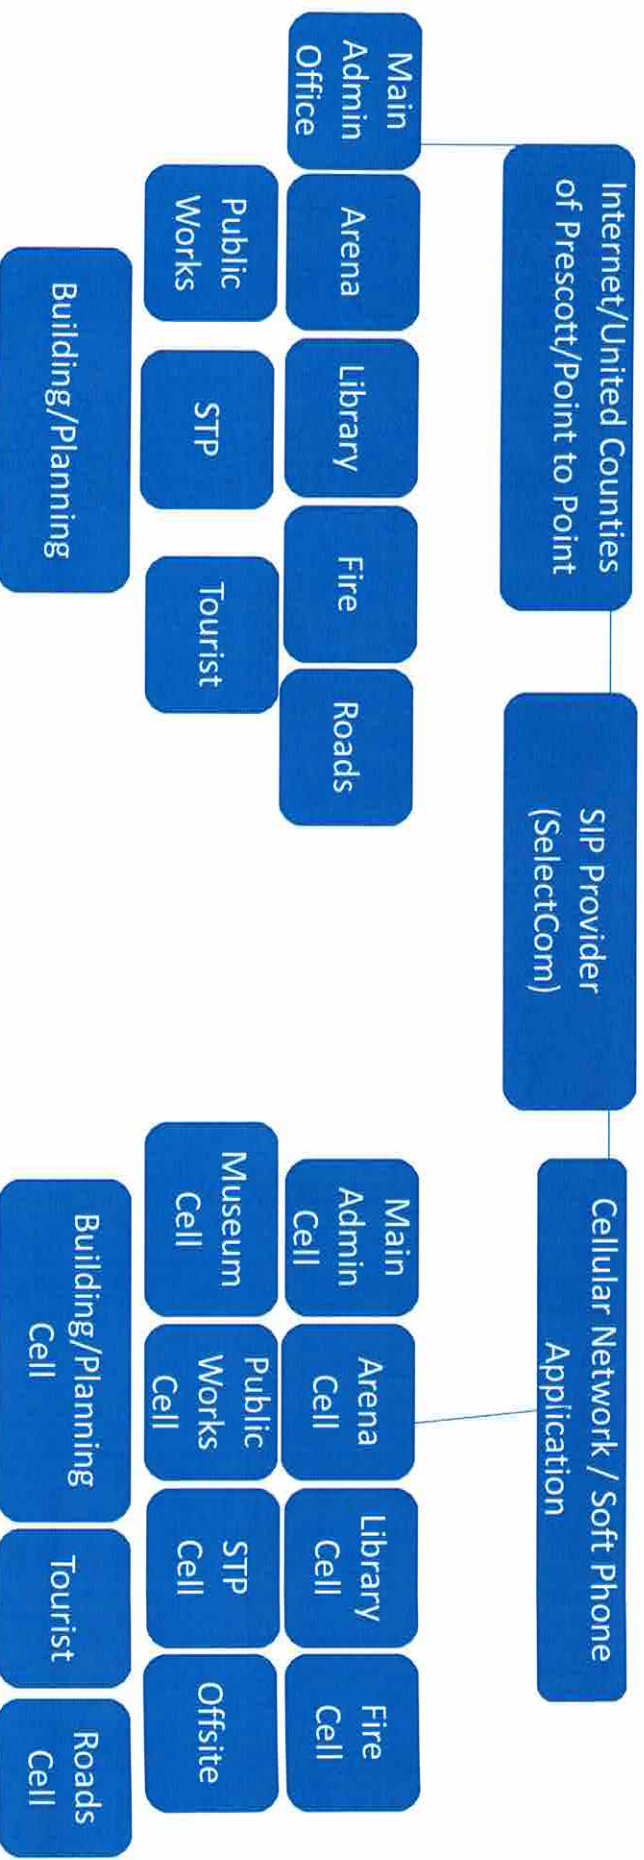 Internet/United Counties
of Prescott/Point to Point
SIP Provider
(SelectCom)
Cellular Network / Soft Phone
Application
Main
Admin
Office
Arena
Library
Fire
Roads
Public
Works
STP
Tourist
Building/Planning
Main
Admin
Cell
Arena
Cell
Library
Cell
Fire
Cell
Museum
Cell
Public
Works
Cell
STP
Cell
Offsite
Building/Planning
Cell
Tourist
Roads
Cell